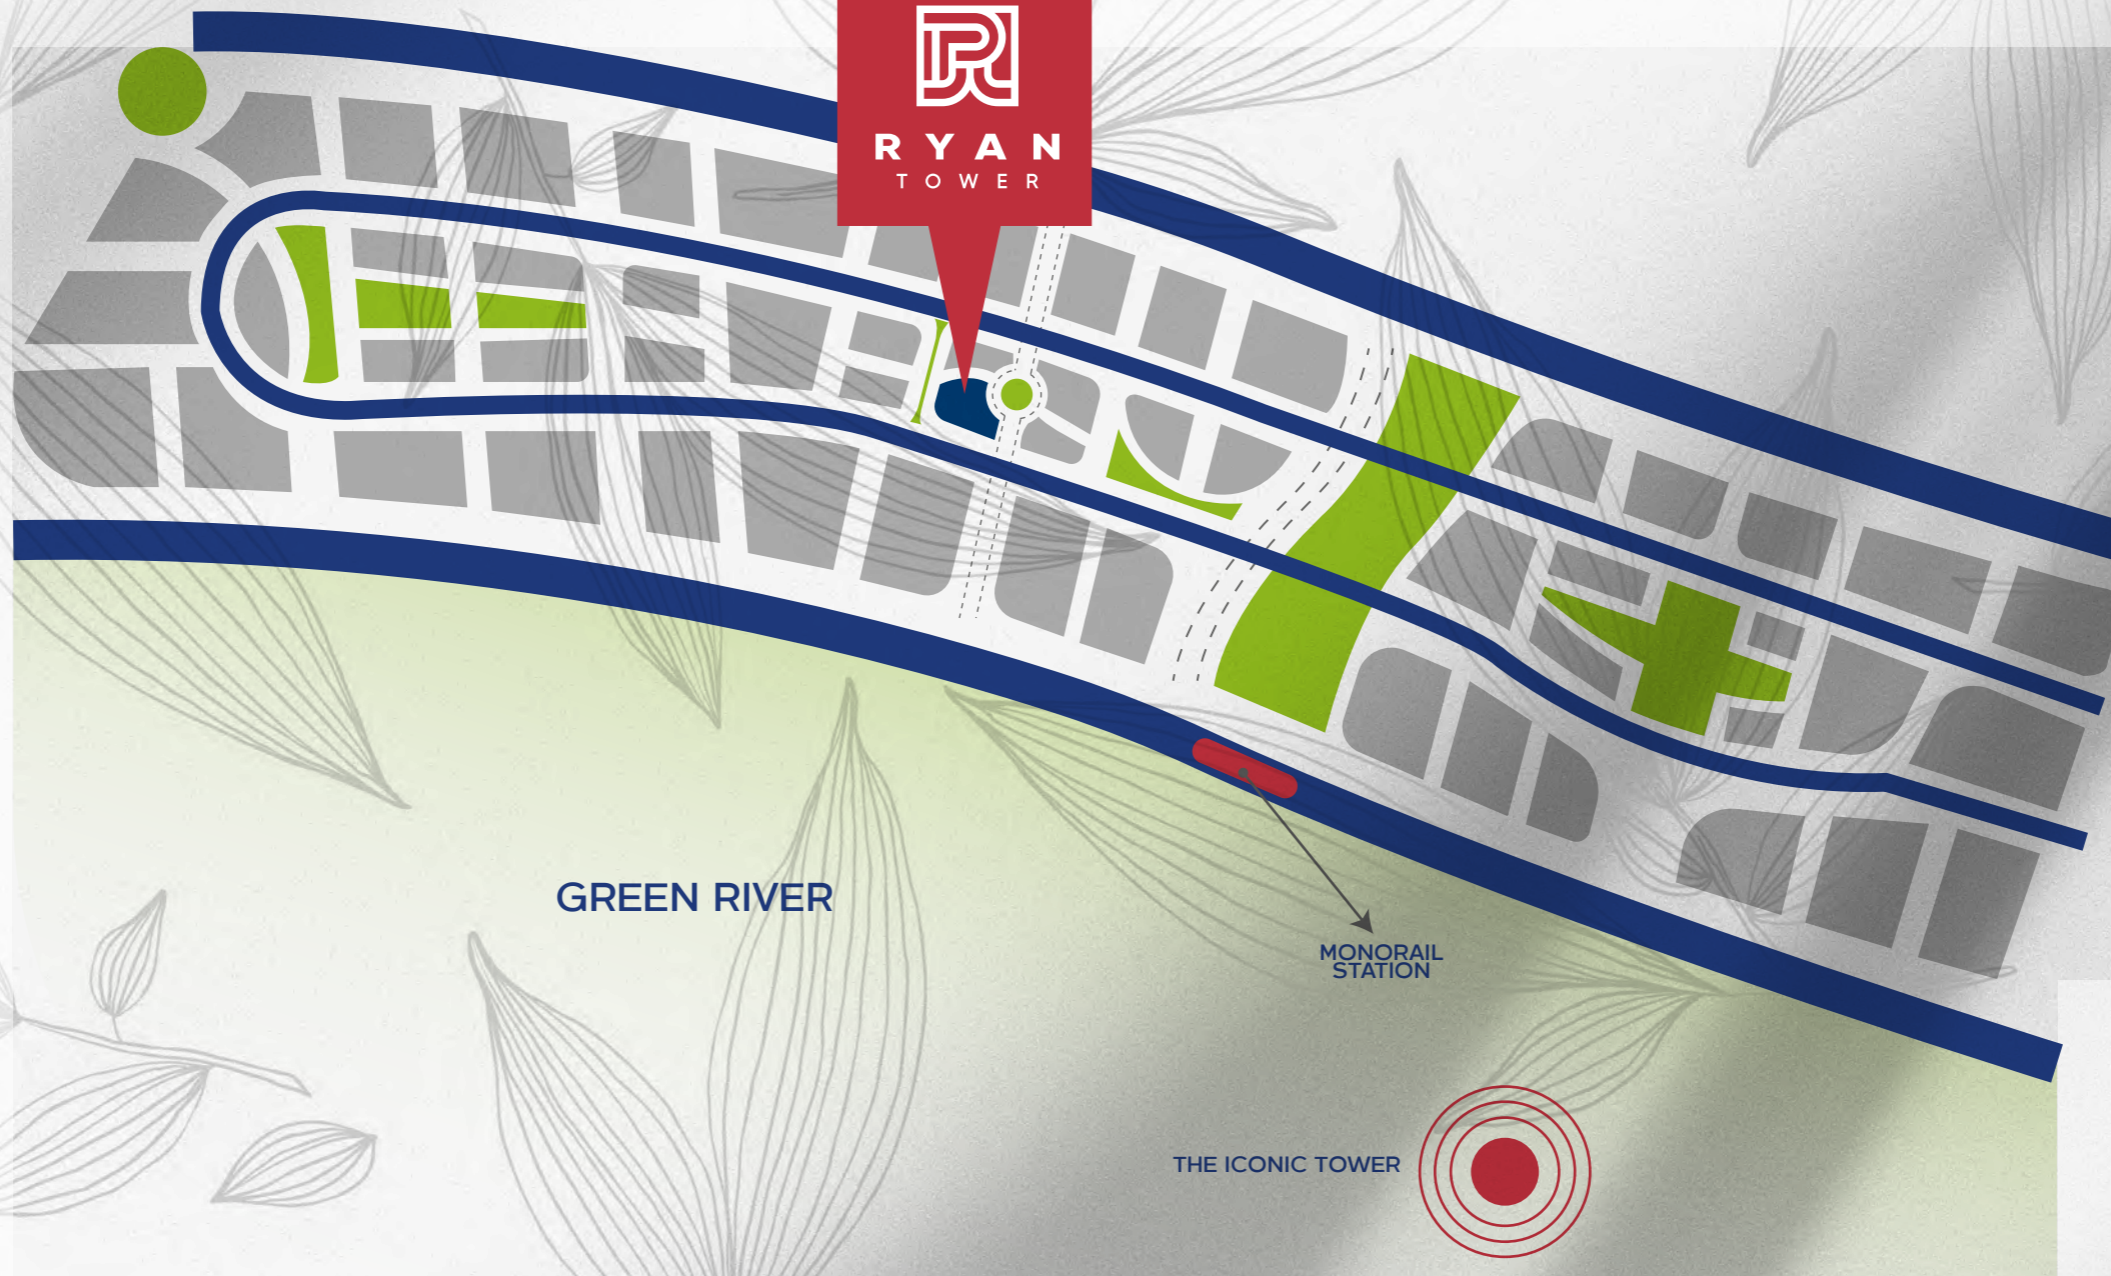 RYAN
TOWER
GREEN RIVER
MONORAIL
STATION
THE ICONIC TOWER